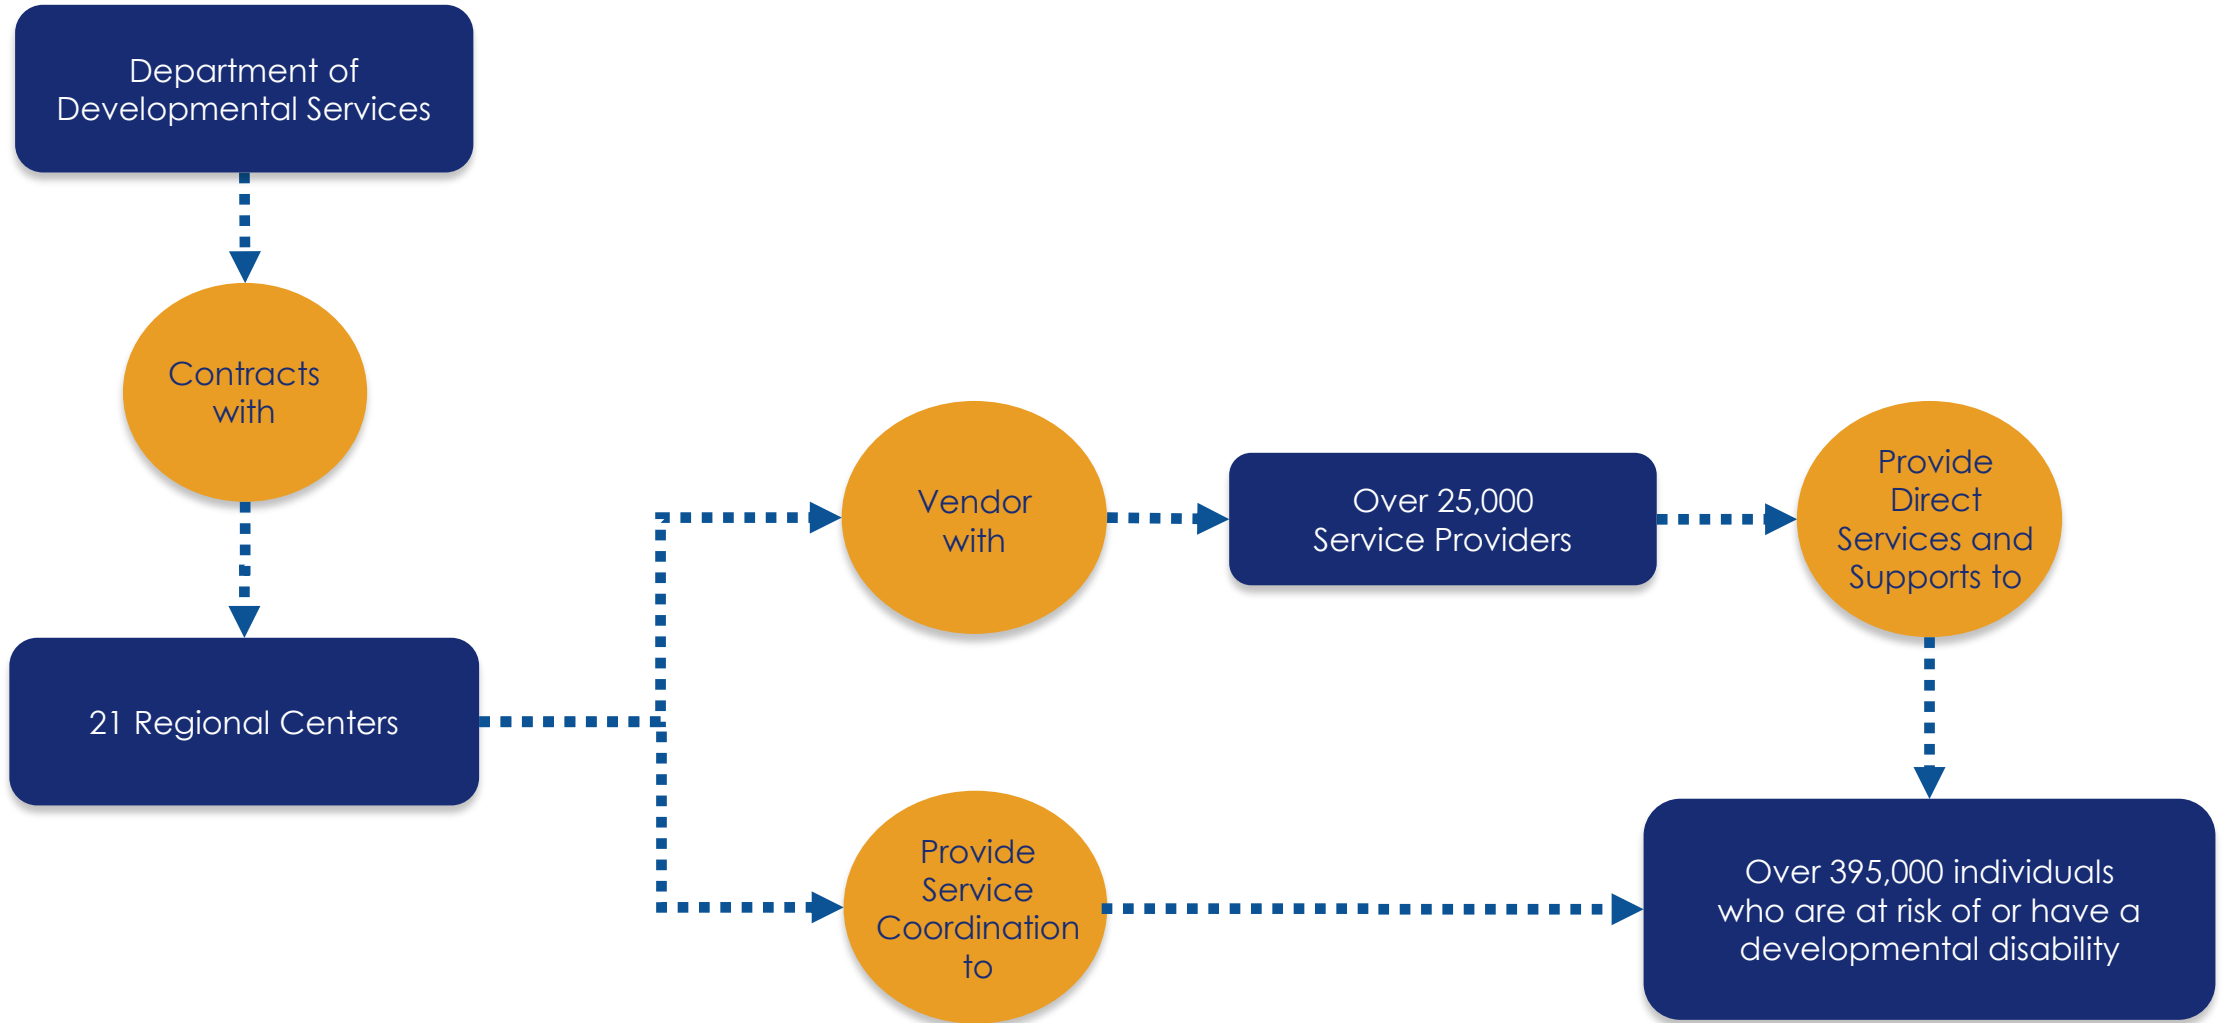 Department of
Developmental Services
Contracts
with
21 Regional Centers
Vendor
with
Over 25,000
Service Providers
Provide
Direct
Services and
Supports to
Provide
Service
Coordination
to
Over 395,000 individuals
who are at risk of or have a
developmental disability